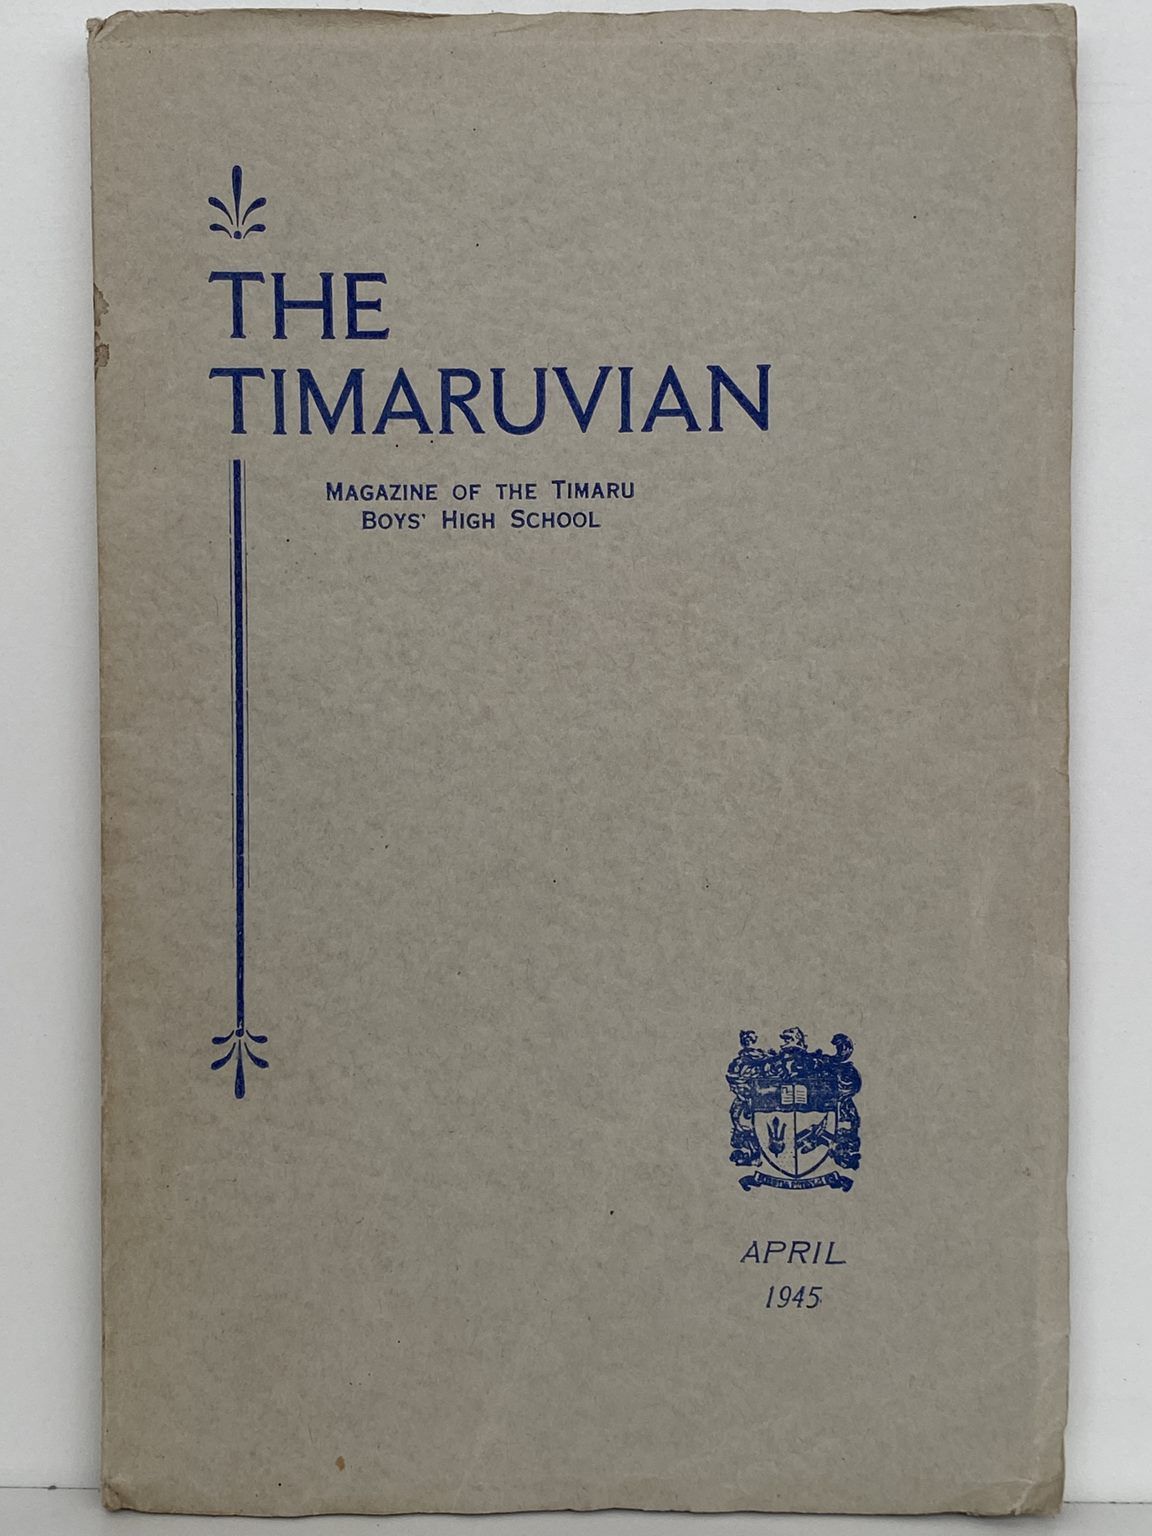 THE
TIMARUVIAN
MAGAZINE OF THE TIMARU
BOYS' HIGH SCHOOL
APRIL
1945